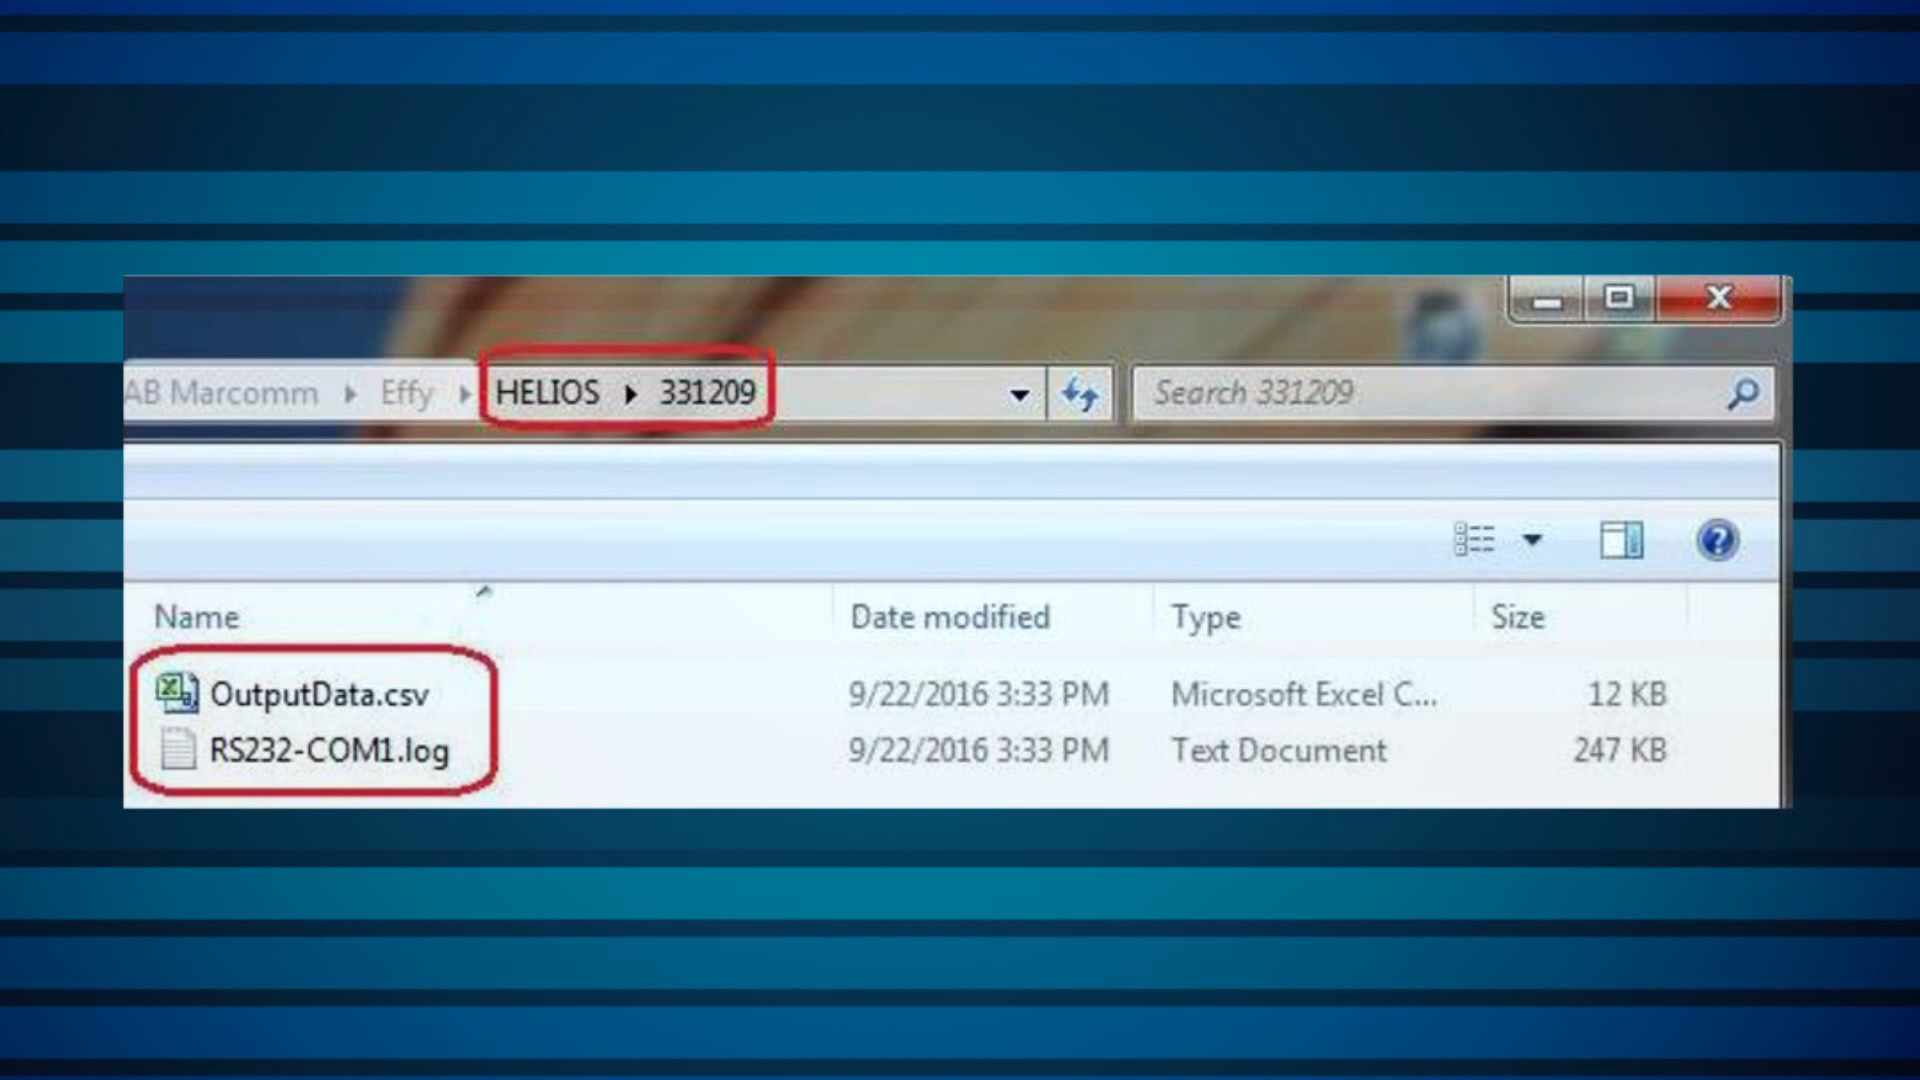 AB Marcomm Effy HELIOS 331209 Search 331209
Name Date modified Type Size
OutputData.csv 9/22/2016 3:33 PM Microsoft Excel C... 12 KB
RS232-COM1.log 9/22/2016 3:33 PM Text Document 247 KB